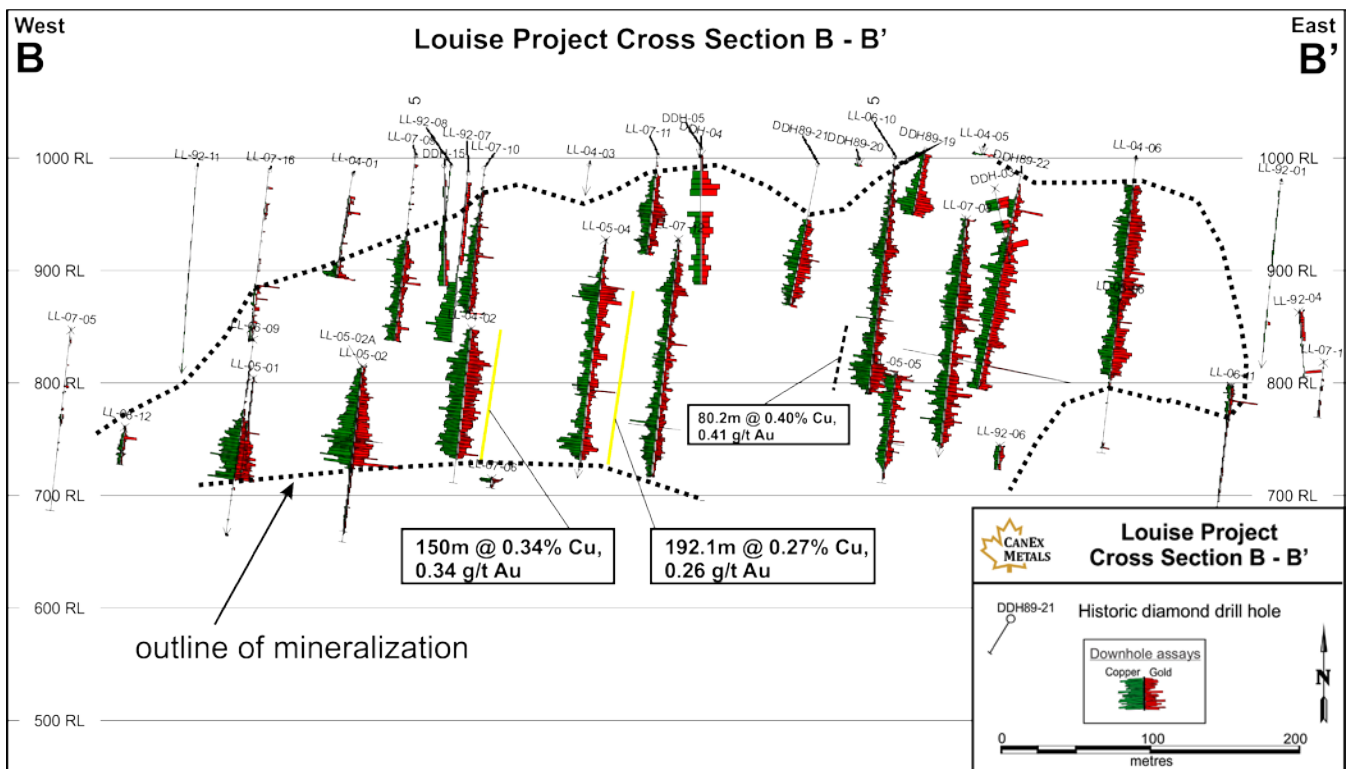 West
B
Louise Project Cross Section B - B’
East
B’
5
5
LL-92-11
LL-07-16
LL-04-01
LL-92-08
LL-92-07
DDH-15
LL-07-10
LL-04-03
LL-07-11
DDH-05
DDH-04
DDH89-21
DDH89-20
LL-06-10
DDH89-19
LL-04-05
DDH89-22
DDH-03
LL-04-06
LL-92-01
1000 RL
1000 RL
LL-05-04
LL-07
900 RL
900 RL
LL-07-05
LL-05-01
LL-05-02A
LL-05-02
LL-04-02
LL-92-04
800 RL
800 RL
80.2m @ 0.40% Cu,
0.41 g/t Au
LL-92-06
LL-07-06
700 RL
700 RL
150m @ 0.34% Cu,
0.34 g/t Au
192.1m @ 0.27% Cu,
0.26 g/t Au
600 RL
outline of mineralization
500 RL
CANEX
METALS
Louise Project
Cross Section B - B’
DDH89-21
Historic diamond drill hole
Downhole assays
Copper Gold
N
0 100 200
metres